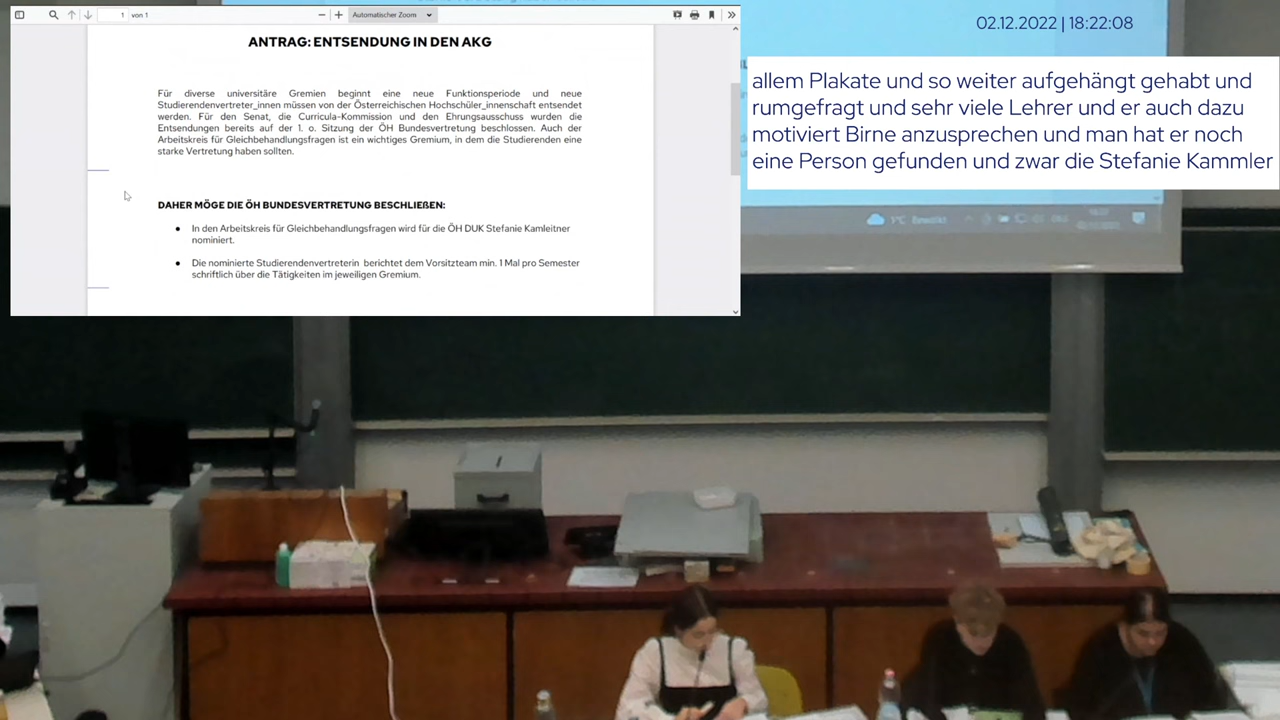 1 von 1
Automatischer Zoom
02.12.2022 | 18:22:08
ANTRAG: ENTSENDUNG IN DEN AKG
Für diverse universitäre Gremien beginnt eine neue Funktionsperiode und neue
Studierendenvertreter_innen müssen von der Österreichischen Hochschüler_innenschaft entsendet
werden. Für den Senat, die Curricula-Kommission und den Ehrungsausschuss wurden die
Entsendungen bereits auf der 1. o. Sitzung der ÖH Bundesvertretung beschlossen. Auch der
Arbeitskreis für Gleichbehandlungsfragen ist ein wichtiges Gremium, in dem die Studierenden eine
starke Vertretung haben sollten.
DAHER MÖGE DIE ÖH BUNDESVERTRETUNG BESCHLIEßEN:
In den Arbeitskreis für Gleichbehandlungsfragen wird für die ÖH DUK Stefanie Kamleitner
nominiert.
Die nominierte Studierendenvertreterin berichtet dem Vorsitzteam min. 1 Mal pro Semester
schriftlich über die Tätigkeiten im jeweiligen Gremium.
allem Plakate und so weiter aufgehängt gehabt und
rumgefragt und sehr viele Lehrer und er auch dazu
motiviert Birne anzusprechen und man hat er noch
eine Person gefunden und zwar die Stefanie Kammler